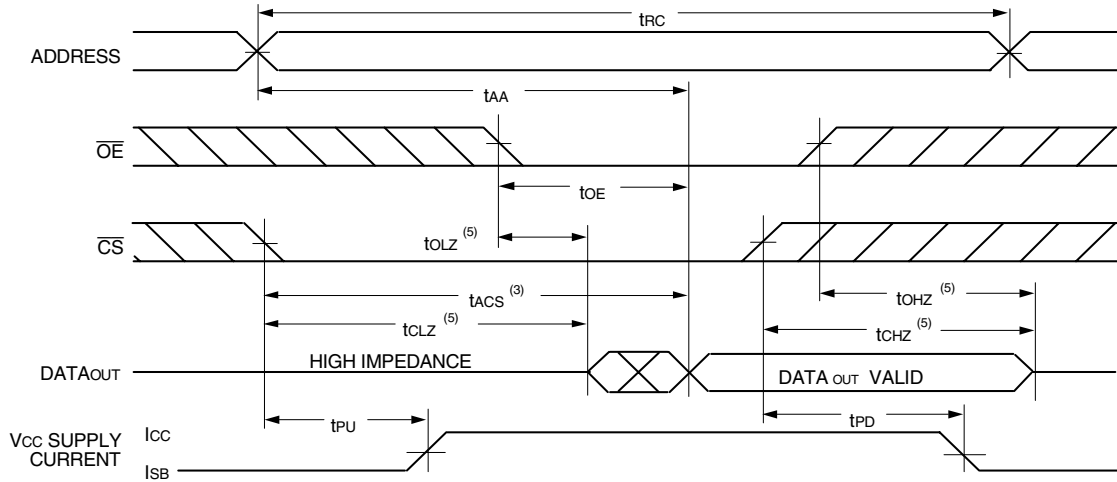 tRC
ADDRESS
tAA
OE
tOE
CS
tOLZ (5)
tACS (3)
tOHZ (5)
tCLZ (5)
tCHZ (5)
HIGH IMPEDANCE
DATAOUT
DATA OUT VALID
tPU
tPD
VCC SUPPLY CURRENT
ICC
ISB